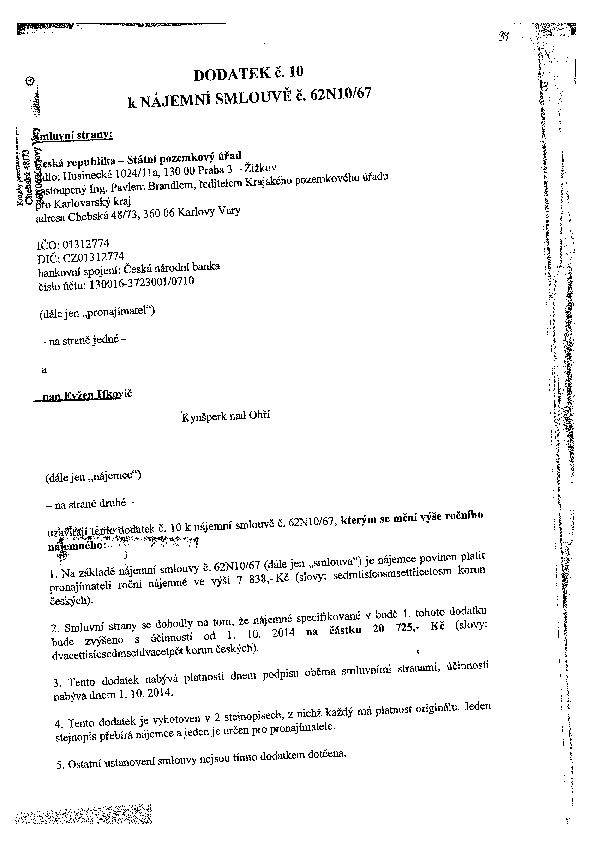 39
DODATEK č. 10
k NÁJEMNÍ SMLOUVĚ č. 62N10/67
Smluvní strany:
Česká republika – Státní pozemkový úřad
sídlo: Husinecká 1024/11a, 130 00 Praba 3 - Žižkov
zastoupený Ing. Pavlem Brandlem, ředitelem Krajského pozemkového úřadu
pro Karlovarský kraj
adresa Chebská 48/73, 360 06 Karlovy Vary
IČO: 01312774
DIČ: CZ01312774
bankovní spojení: Česká národní banka
číslo účtu: 130016-3723001/0710
(dále jen „pronajímatel“)
- na straně jedné –
a
pan Evžen
Kynšperk nad Ohří
(dále jen „nájemce“)
– na straně druhé -
uzavírají tento dodatek č. 10 k nájemní smlouvě č. 62N10/67, kterým se mění výše ročního
nájemného:
1. Na základě nájemní smlouvy č. 62N10/67 (dále jen „smlouva“) je nájemce povinen platit
pronajímateli roční nájemné ve výši 7 838,- Kč (slovy: sedmtisícosmsettřicetosm korun
českých).
2. Smluvní strany se dohodly na tom, že nájemné specifikované v bodě 1. tohoto dodatku
bude zvýšeno s účinností od 1. 10. 2014 na částku 20 725,- Kč (slovy:
dvacettisícsedmsetdvacetpět korun českých).
3. Tento dodatek nabývá platnosti dnem podpisu oběma smluvními stranami, účinnosti
nabývá dnem 1. 10. 2014.
4. Tento dodatek je vyhotoven v 2 stejnopisech, z nichž každý má platnost originálu. Jeden
stejnopis přebírá nájemce a jeden je určen pro pronajímatele.
5. Ostatní ustanovení smlouvy nejsou tímto dodatkem dotčena.